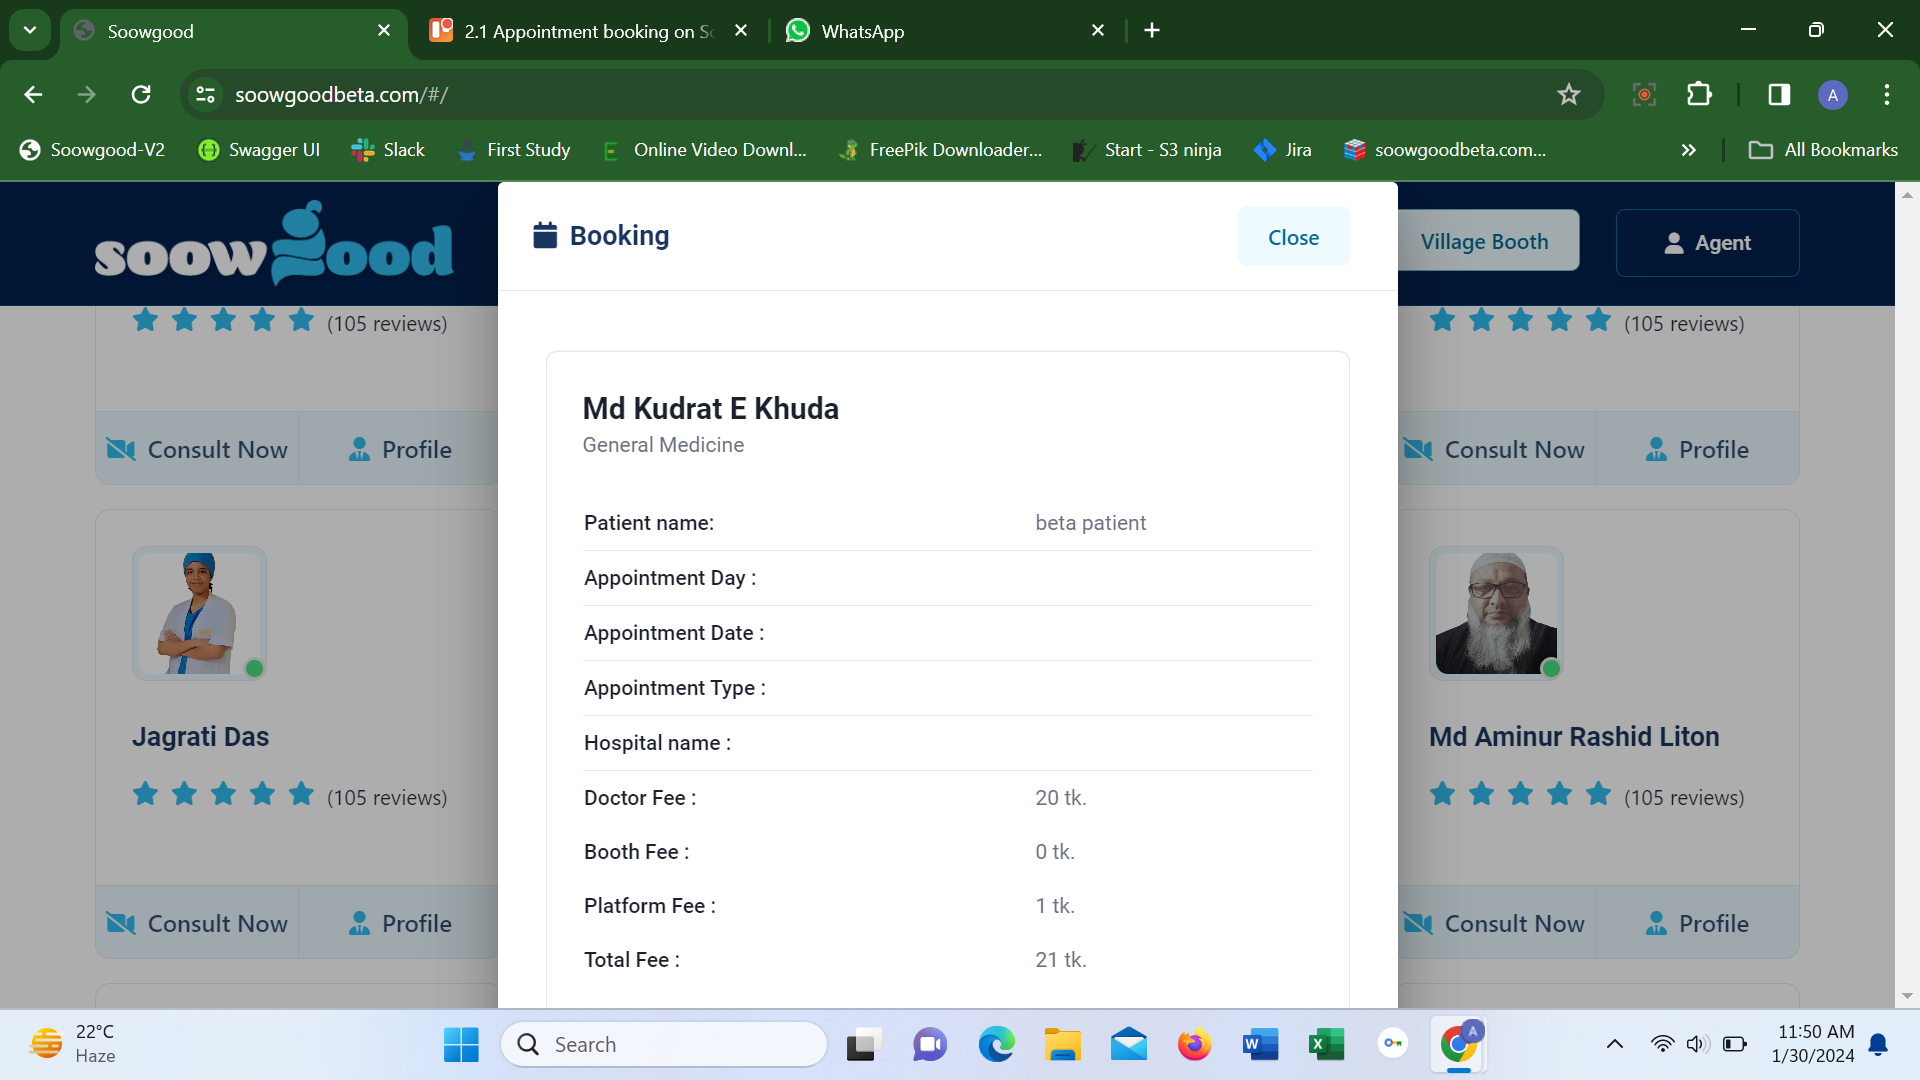 Soowgood
2.1 Appointment booking on Sc
WhatsApp
soowgoodbeta.com/#/
A
Soowgood-V2
Swagger UI
Slack
First Study
Online Video Downl...
FreePik Downloader...
Start - S3 ninja
Jira
soowgoodbeta.com...
All Bookmarks
soowgood
Booking
Close
Village Booth
Agent
(105 reviews)
(105 reviews)
Md Kudrat E Khuda
General Medicine
Consult Now
Profile
Consult Now
Profile
Patient name:
beta patient
Appointment Day :
Appointment Date :
Appointment Type :
Hospital name :
Doctor Fee :
20 tk.
Booth Fee :
0 tk.
Platform Fee :
1 tk.
Total Fee :
21 tk.
Jagrati Das
(105 reviews)
Md Aminur Rashid Liton
(105 reviews)
Consult Now
Profile
Consult Now
Profile
22°C
Haze
Search
W
X
A
11:50 AM
1/30/2024